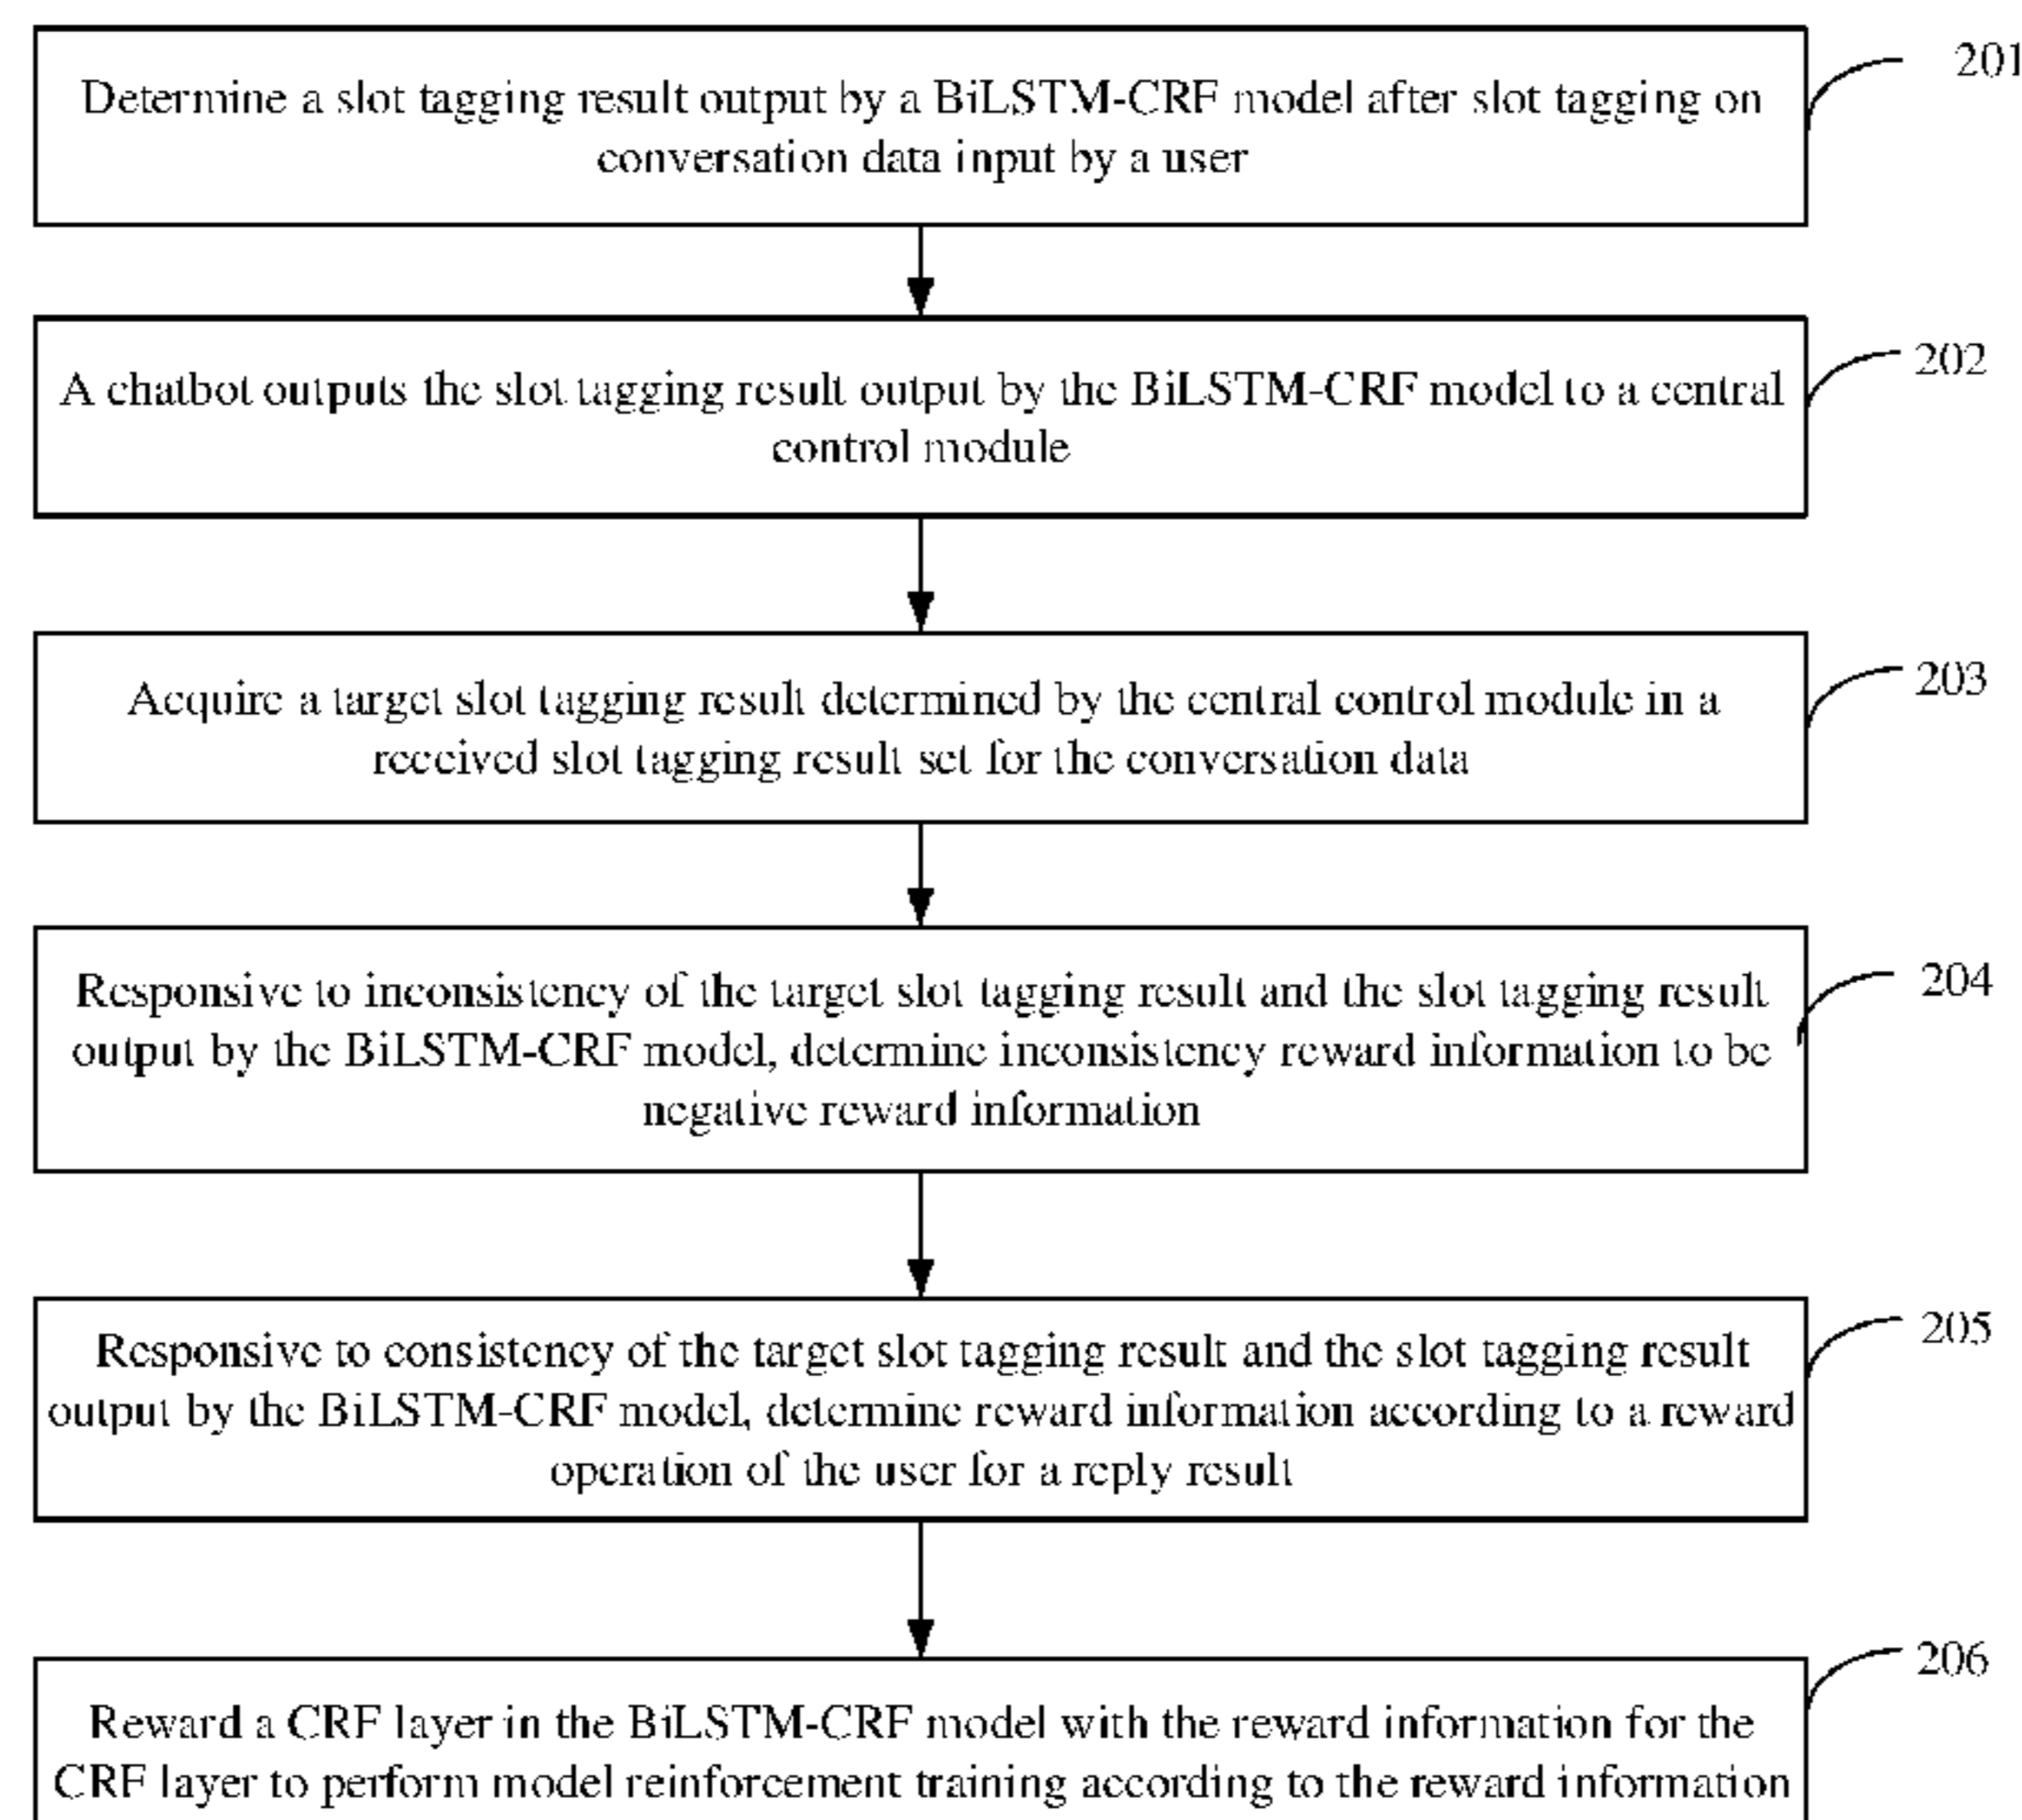 201
Determine a slot tagging result output by a BiLSTM-CRF model after slot tagging on
conversation data input by a user
202
A chatbot outputs the slot tagging result output by the BiLSTM-CRF model to a central
control module
203
Acquire a target slot tagging result determined by the central control module in a
received slot tagging result set for the conversation data
204
Responsive to inconsistency of the target slot tagging result and the slot tagging result
output by the BiLSTM-CRF model, determine inconsistency reward information to be
negative reward information
205
Responsive to consistency of the target slot tagging result and the slot tagging result
output by the BiLSTM-CRF model, determine reward information according to a reward
operation of the user for a reply result
206
Reward a CRF layer in the BiLSTM-CRF model with the reward information for the
CRF layer to perform model reinforcement training according to the reward information